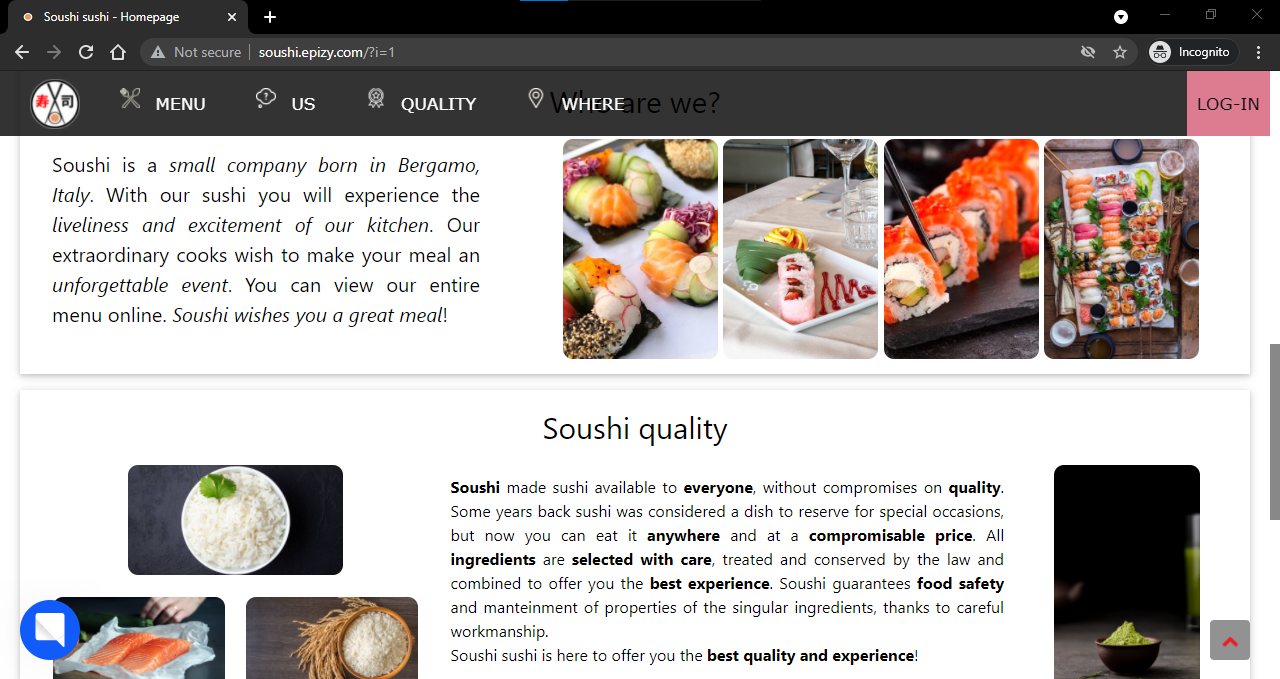 Soushi sushi - Homepage
Not secure
soushi.epizy.com/?i=1
Incognito
寿 司
MENU
US
QUALITY
WHERE
Who are we?
LOG-IN
Soushi is a small company born in Bergamo,
Italy. With our sushi you will experience the
liveliness and excitement of our kitchen. Our
extraordinary cooks wish to make your meal an
unforgettable event. You can view our entire
menu online. Soushi wishes you a great meal!
Soushi quality
Soushi made sushi available to everyone, without compromises on quality.
Some years back sushi was considered a dish to reserve for special occasions,
but now you can eat it anywhere and at a compromisable price. All
ingredients are selected with care, treated and conserved by the law and
combined to offer you the best experience. Soushi guarantees food safety
and manteinment of properties of the singular ingredients, thanks to careful
workmanship.
Soushi sushi is here to offer you the best quality and experience!